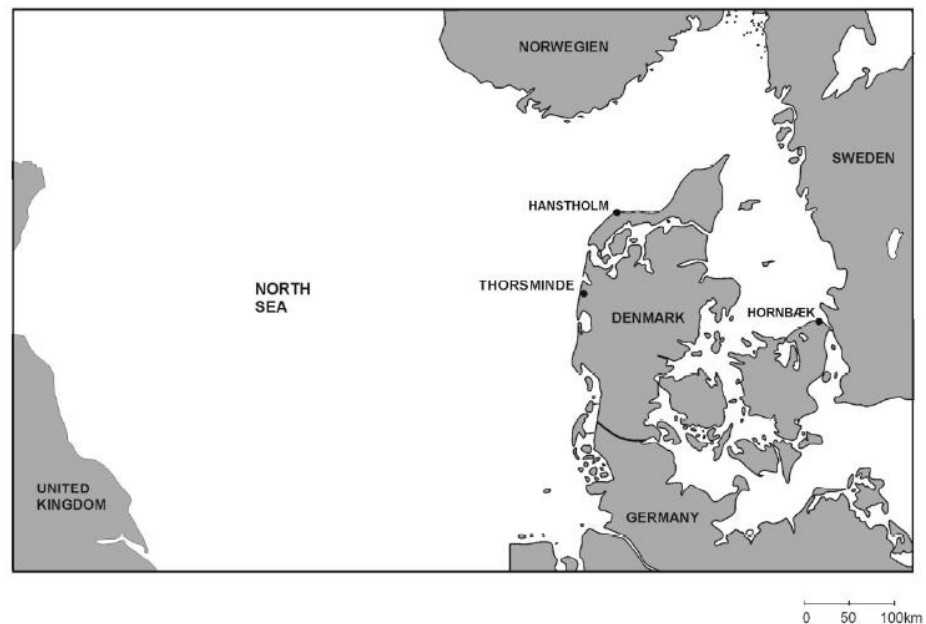 NORWEGIEN
SWEDEN
HANSTHOLM
THORSMINDE
NORTH
SEA
DENMARK
HORNBÆK
UNITED
KINGDOM
GERMANY
0 50 100km